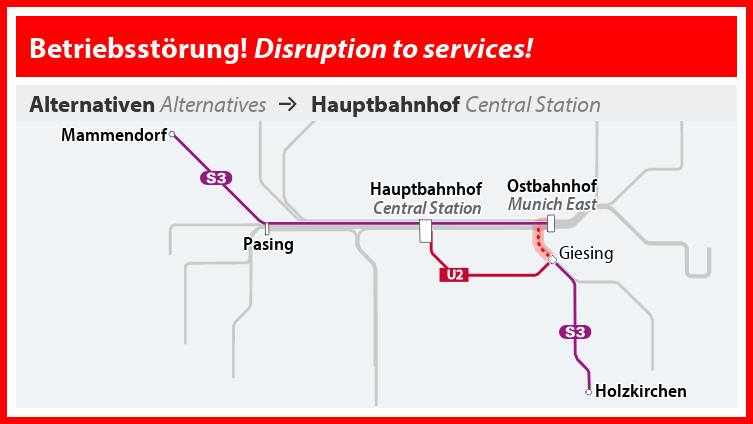 Betriebsstörung! Disruption to services!
Alternativen Alternatives → Hauptbahnhof Central Station
Mammendorf
S3
Hauptbahnhof
Central Station
Ostbahnhof
Munich East
Pasing
Giesing
U2
S3
Holzkirchen